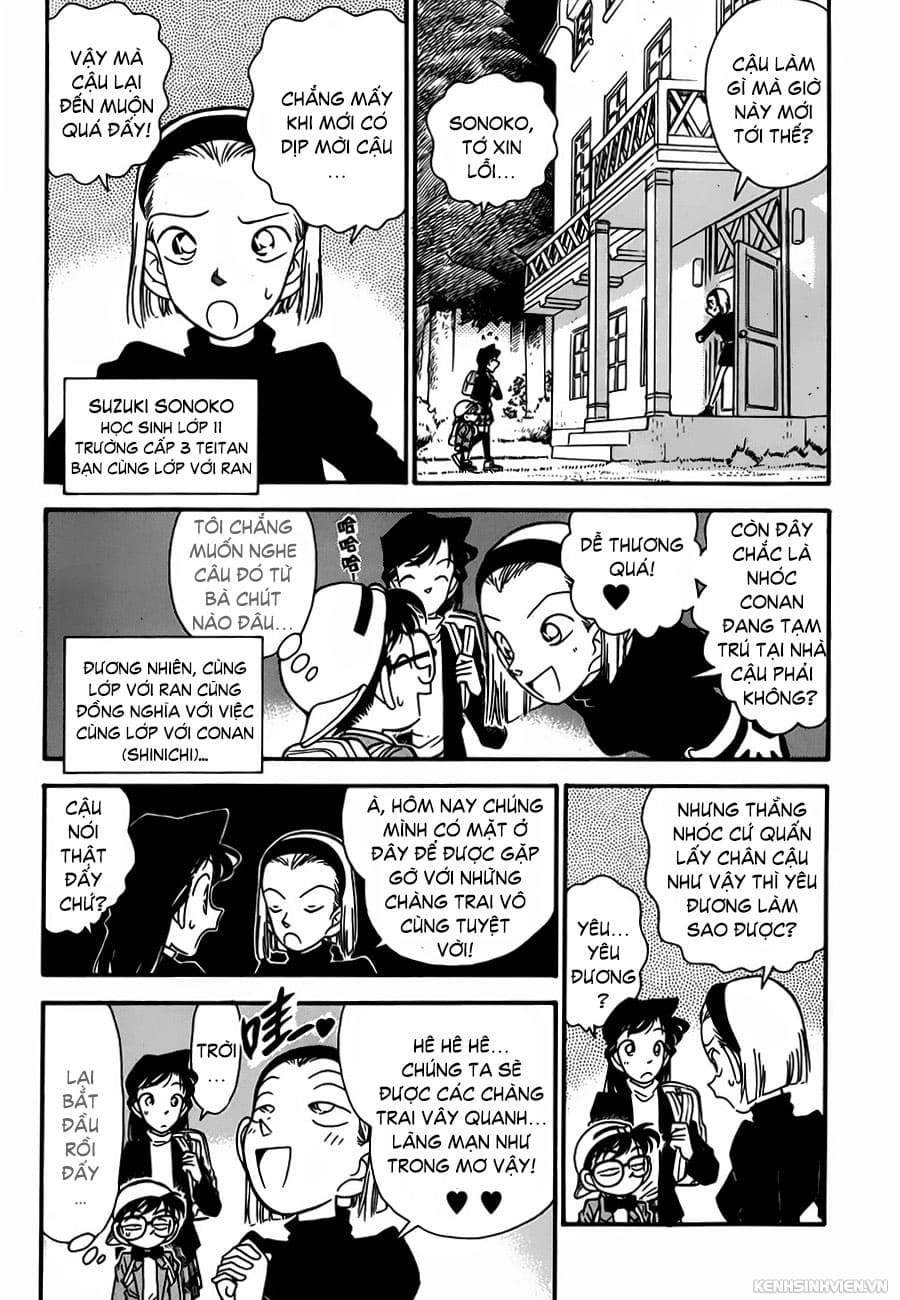 CẬU LÀM
GÌ MÀ GIỜ
NÀY MỚI
TỚI THẾ?
SONOKO,
TỚ XIN
LỖI...
CHẲNG MẤY
KHI MỚI CÓ
DỊP MỜI CẬU
...
VẬY MÀ
CẬU LẠI
ĐẾN MUỘN
QUÁ ĐẤY!
SUZUKI SONOKO
HỌC SINH LỚP 11
TRƯỜNG CẤP 3 TEITAN
BẠN CÙNG LỚP VỚI RAN
CÒN ĐÂY
CHẮC LÀ
NHÓC
CONAN
ĐANG TẠM
TRÚ TẠI NHÀ
CẬU PHẢI
KHÔNG?
DỄ THƯƠNG
QUÁ!
♥
哈哈哈
TÔI CHẲNG
MUỐN NGHE
CÂU ĐÓ TỪ
BÀ CHÚT
NÀO ĐÂU...
ĐƯƠNG NHIÊN, CÙNG
LỚP VỚI RAN CŨNG
ĐỒNG NGHĨA VỚI VIỆC
CÙNG LỚP VỚI CONAN
(SHINICHI)...
NHƯNG THẰNG
NHÓC CỨ QUẤN
LẤY CHÂN CẬU
NHƯ VẬY THÌ YÊU
ĐƯƠNG LÀM
SAO ĐƯỢC?
YÊU...
YÊU
ĐƯƠNG
?
À, HÔM NAY CHÚNG
MÌNH CÓ MẶT Ở
ĐÂY ĐỂ ĐƯỢC GẶP
GỠ VỚI NHỮNG
CHÀNG TRAI VÔ
CÙNG TUYỆT
VỜI!
CẬU
NÓI
THẬT
ĐẤY
CHỨ?
HÊ HÊ HÊ...
CHÚNG TA SẼ
ĐƯỢC CÁC CHÀNG
TRAI VÂY QUANH...
LÃNG MẠN NHƯ
TRONG MƠ VẬY!
♥ ♥
哇—♥
TRỜI
...
LẠI
BẮT
ĐẦU
RỒI
ĐẤY
...
KENHSINHVIEN.VN